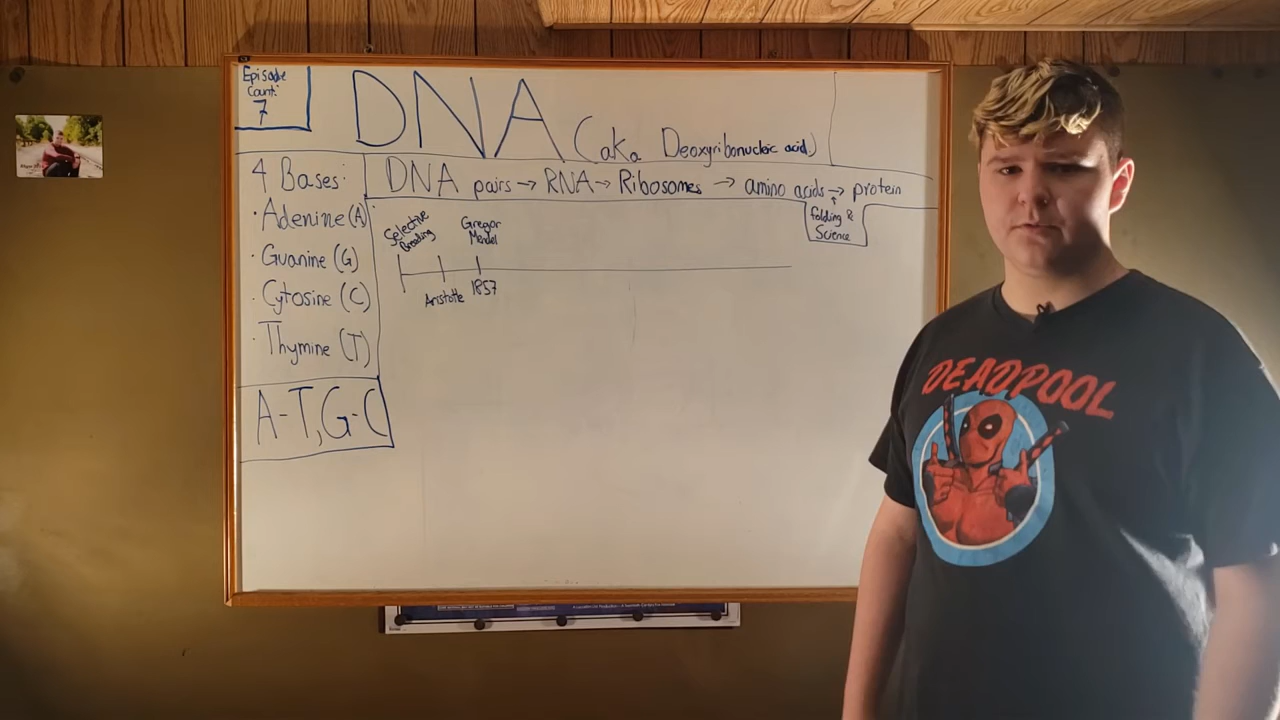 Episode
Count:
7
DNA (aka Deoxyribonucleic acid.)
4 Bases:
· Adenine (A)
· Guanine (G)
· Cytosine (C)
· Thymine (T)
A-T, G-C
DNA pairs → RNA → Ribosomes → amino acids → protein
folding &
Science
Selective
Breeding
Gregor
Mendel
Aristotle
1857
DEADPOOL